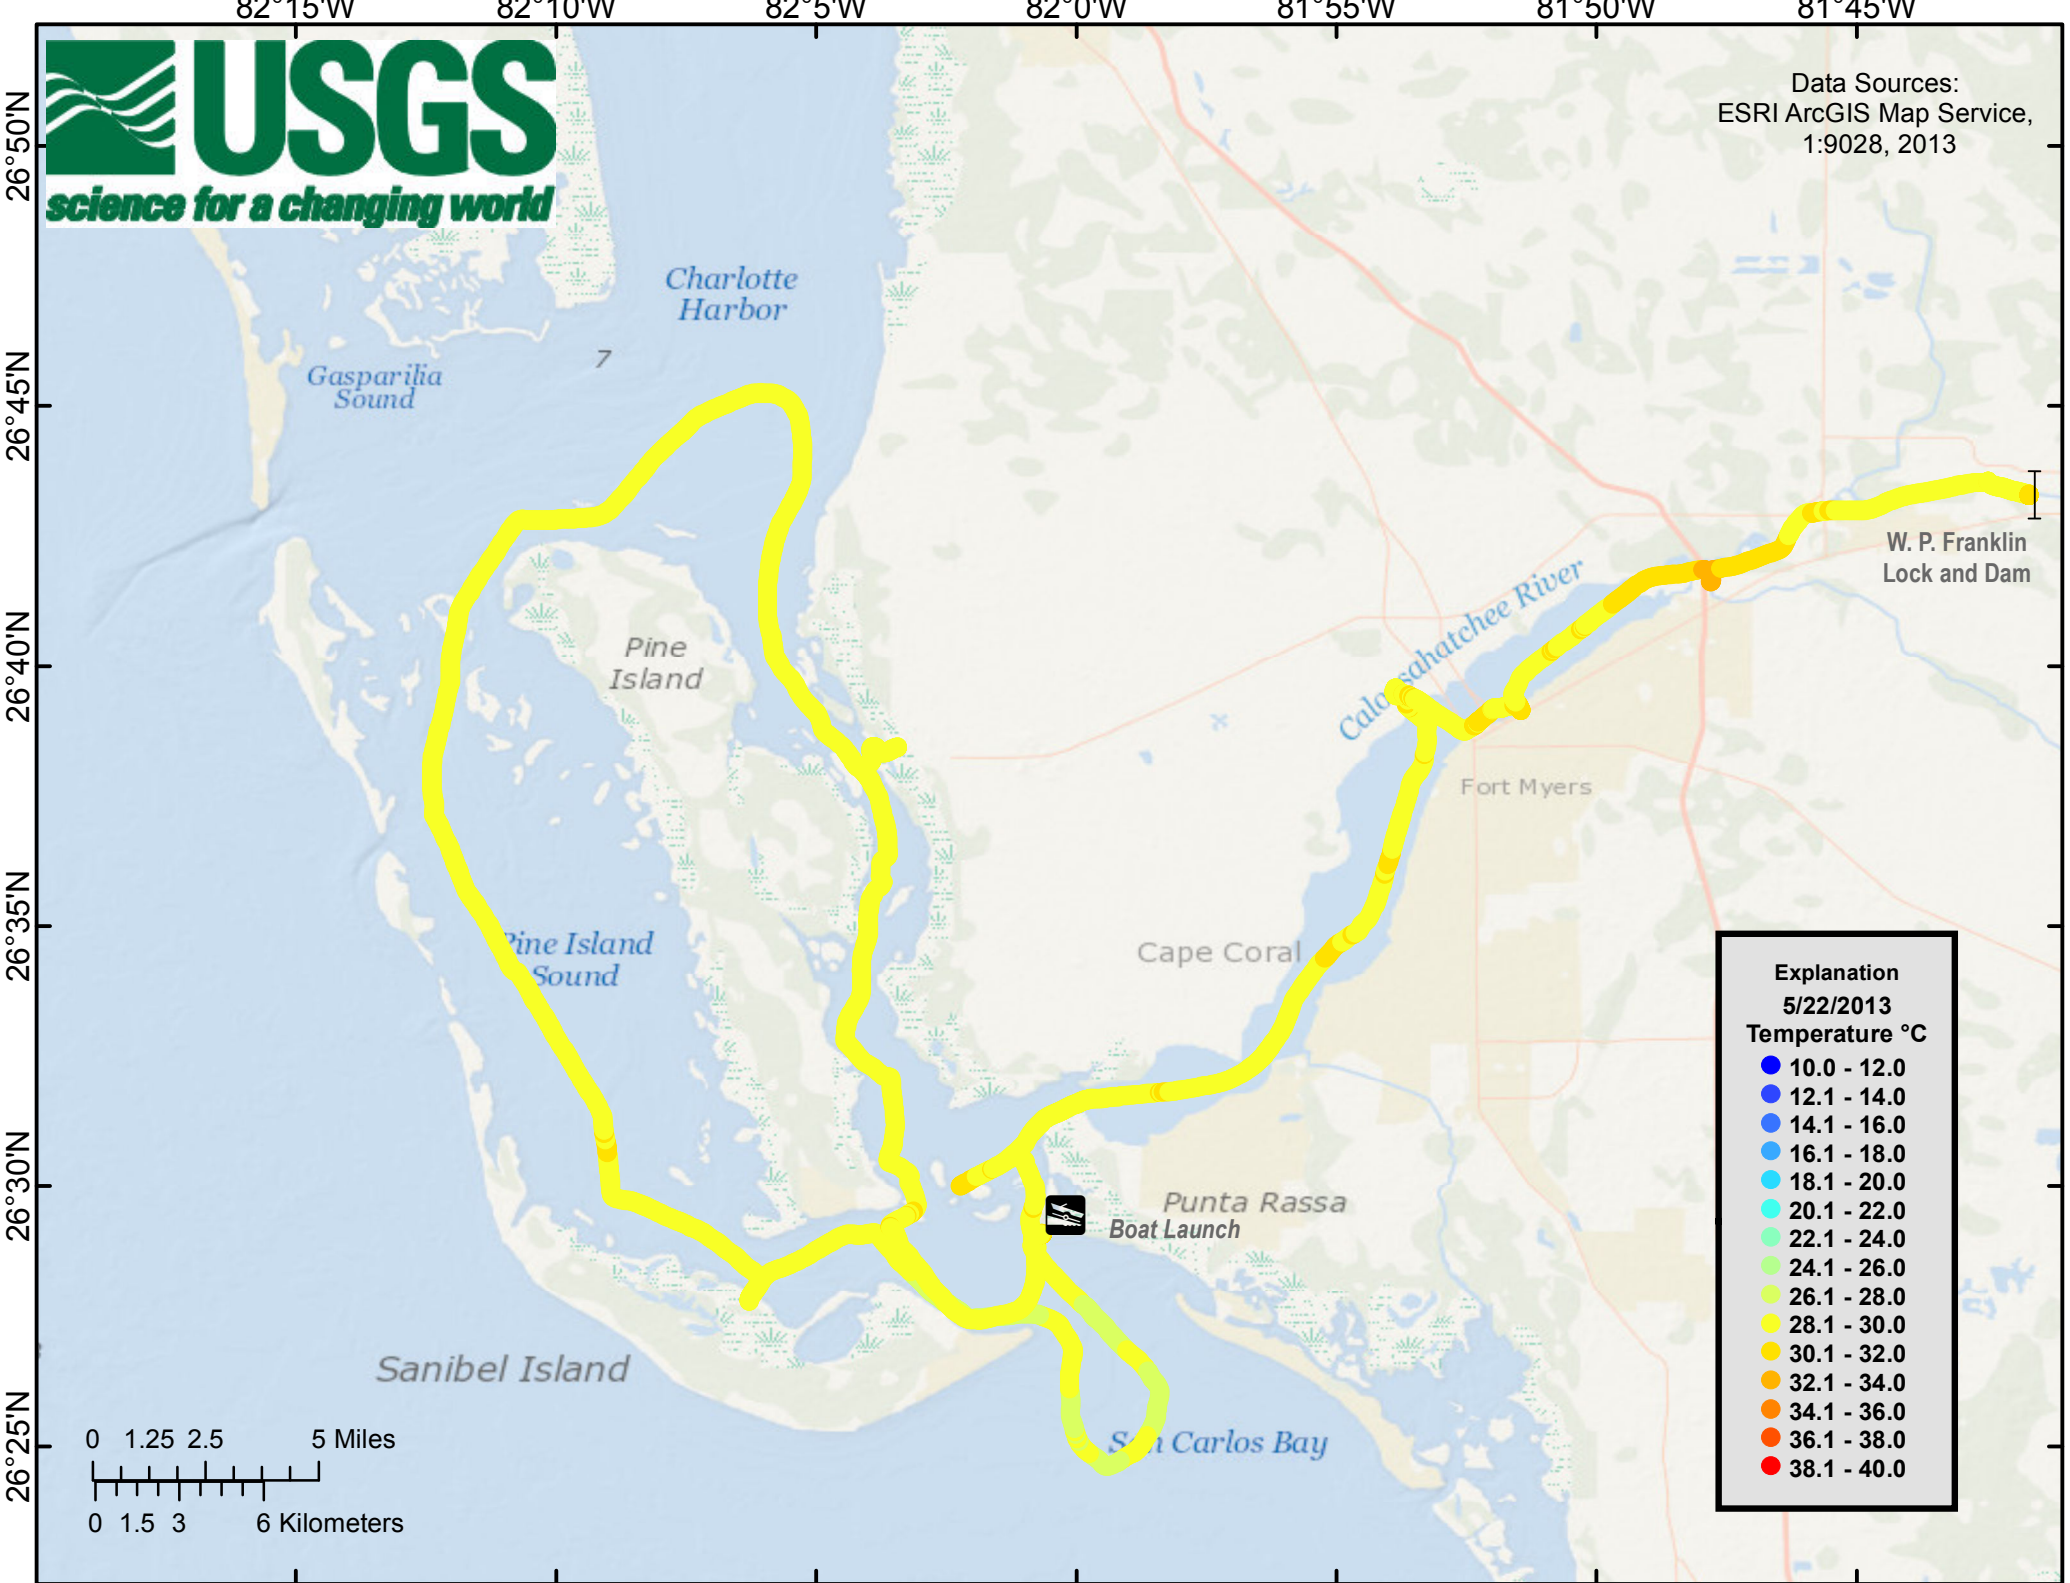 82°15'W 82°10'W 82°5'W 82°0'W 81°55'W 81°50'W 81°45'W
USGS
science for a changing world
Data Sources:
ESRI ArcGIS Map Service,
1:9028, 2013
26°50'N
26°45'N
26°40'N
26°35'N
26°30'N
26°25'N
Charlotte
Harbor
7
Gasparilia
Sound
W. P. Franklin
Lock and Dam
Caloosahatchee River
Pine
Island
Fort Myers
Pine Island
Sound
Cape Coral
Punta Rassa
Boat Launch
Sanibel Island
San Carlos Bay
Explanation
5/22/2013
Temperature °C
10.0 - 12.0
12.1 - 14.0
14.1 - 16.0
16.1 - 18.0
18.1 - 20.0
20.1 - 22.0
22.1 - 24.0
24.1 - 26.0
26.1 - 28.0
28.1 - 30.0
30.1 - 32.0
32.1 - 34.0
34.1 - 36.0
36.1 - 38.0
38.1 - 40.0
0 1.25 2.5 5 Miles
0 1.5 3 6 Kilometers